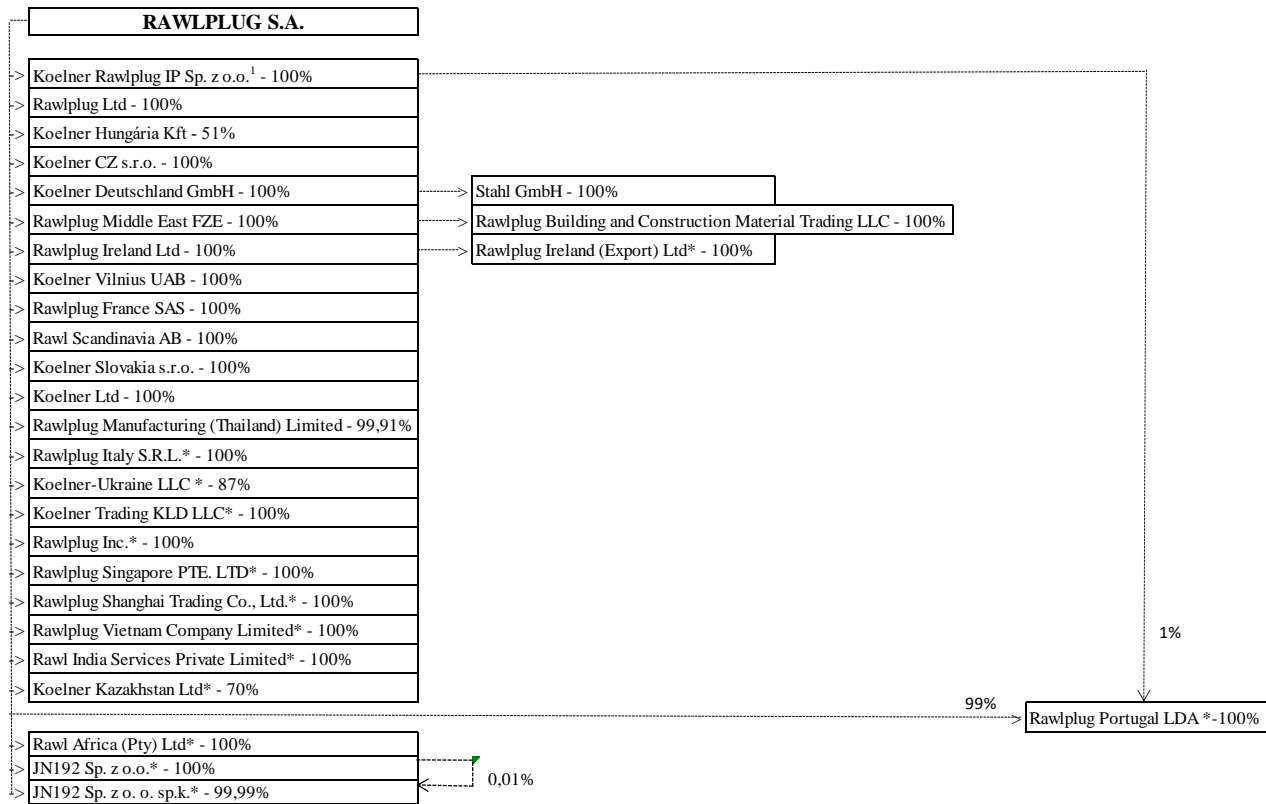 RAWLPLUG S.A.
Koelner Rawlplug IP Sp. z o.o.1 - 100%
Rawlplug Ltd - 100%
Koelner Hungária Kft - 51%
Koelner CZ s.r.o. - 100%
Koelner Deutschland GmbH - 100%
Stahl GmbH - 100%
Rawlplug Middle East FZE - 100%
Rawlplug Building and Construction Material Trading LLC - 100%
Rawlplug Ireland Ltd - 100%
Rawlplug Ireland (Export) Ltd* - 100%
Koelner Vilnius UAB - 100%
Rawlplug France SAS - 100%
Rawl Scandinavia AB - 100%
Koelner Slovakia s.r.o. - 100%
Koelner Ltd - 100%
Rawlplug Manufacturing (Thailand) Limited - 99,91%
Rawlplug Italy S.R.L.* - 100%
Koelner-Ukraine LLC * - 87%
Koelner Trading KLD LLC* - 100%
Rawlplug Inc.* - 100%
Rawlplug Singapore PTE. LTD* - 100%
Rawlplug Shanghai Trading Co., Ltd.* - 100%
Rawlplug Vietnam Company Limited* - 100%
1%
Rawl India Services Private Limited* - 100%
Koelner Kazakhstan Ltd* - 70%
99%
Rawlplug Portugal LDA *-100%
Rawl Africa (Pty) Ltd* - 100%
JN192 Sp. z o.o.* - 100%
0,01%
JN192 Sp. z o. o. sp.k.* - 99,99%